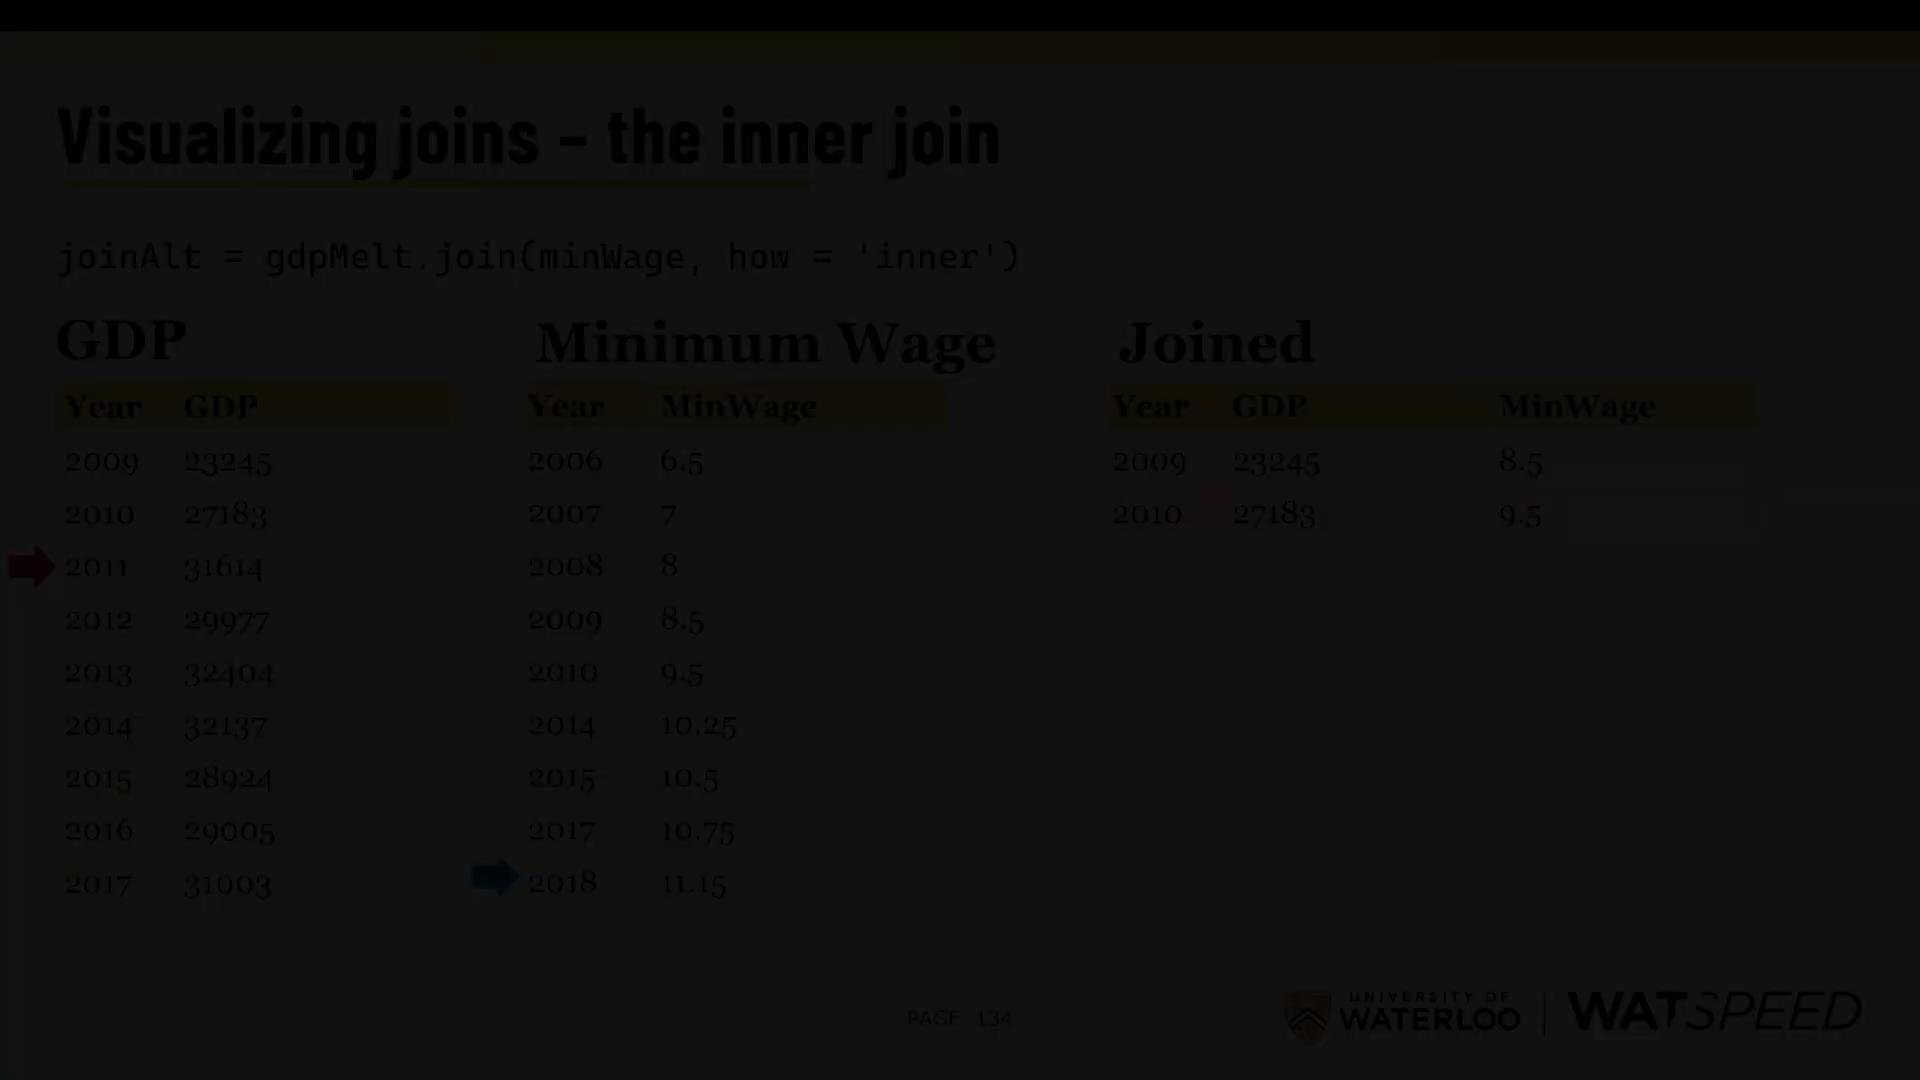 Visualizing joins – the inner join
joinAlt = gdpMelt.join(minWage, how = 'inner')
GDP
Year GDP
2009 23245
2010 27183
2011 31614
2012 29977
2013 32404
2014 32137
2015 28924
2016 29005
2017 31003
Minimum Wage
Year MinWage
2006 6.5
2007 7
2008 8
2009 8.5
2010 9.5
2014 10.25
2015 10.5
2017 10.75
2018 11.15
Joined
Year GDP MinWage
2009 23245 8.5
2010 27183 9.5
PAGE 134
UNIVERSITY OF
WATERLOO
WATSPEED